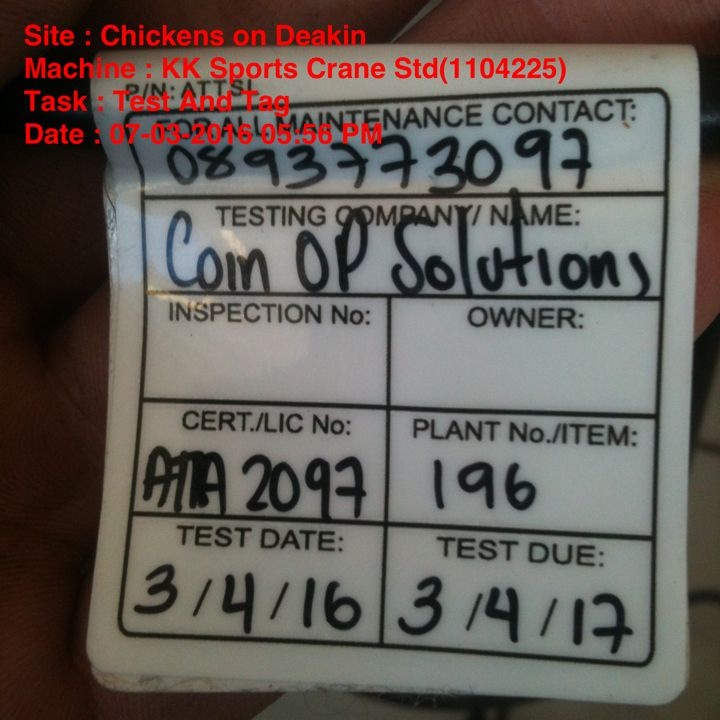 Site : Chickens on Deakin
Machine : KK Sports Crane Std(1104225)
P/N: ATTSL
Task : Test And Tag
FOR ALL MAINTENANCE CONTACT:
Date : 07-03-2016 05:56 PM
0893773097
TESTING COMPANY/ NAME:
Coin OP Solutions
INSPECTION No:
OWNER:
CERT./LIC No:
PLANT No./ITEM:
ATTA 2097
196
TEST DATE:
TEST DUE:
3/4/16
3/4/17